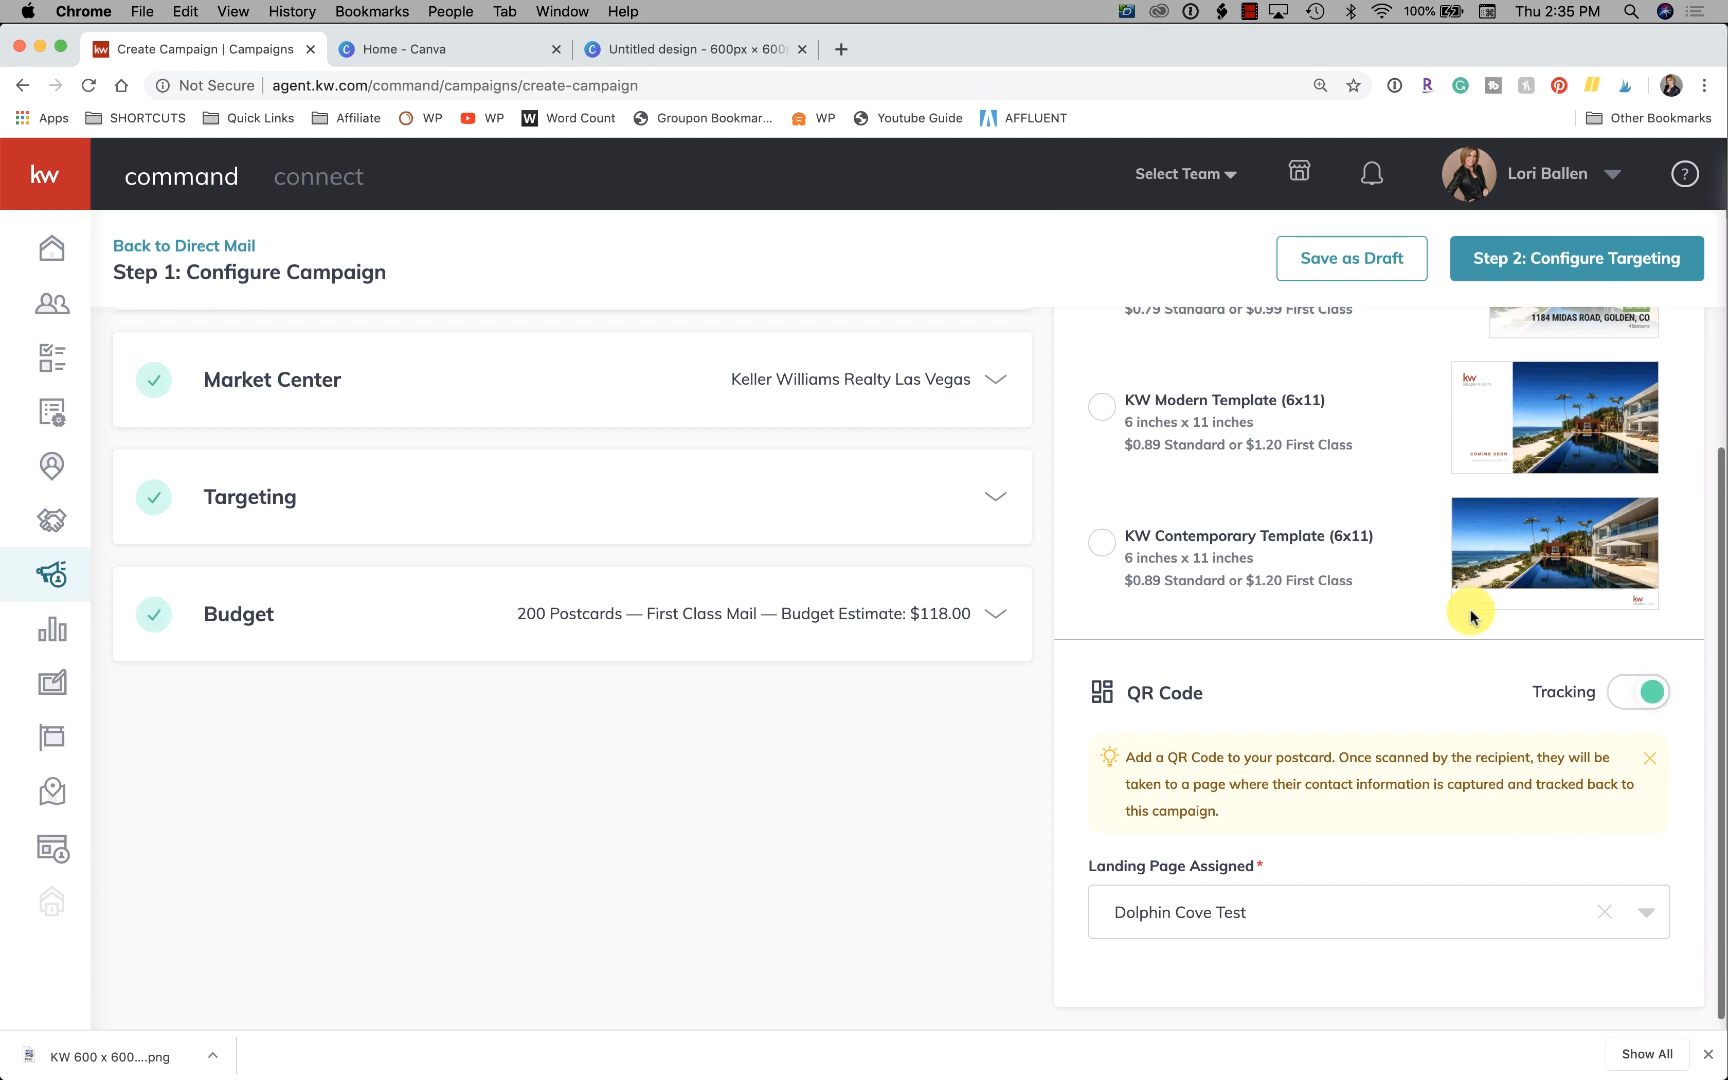 Chrome File Edit View History Bookmarks People Tab Window Help
100% Thu 2:35 PM
Create Campaign | Campaigns
Home - Canva
Untitled design - 600px × 600
Not Secure | agent.kw.com/command/campaigns/create-campaign
Apps SHORTCUTS Quick Links Affiliate WP WP Word Count Groupon Bookmar... WP Youtube Guide AFFLUENT Other Bookmarks
kw command connect Select Team Lori Ballen ?
Back to Direct Mail
Step 1: Configure Campaign
Save as Draft
Step 2: Configure Targeting
$0.79 Standard or $0.99 First Class
1184 MIDAS ROAD, GOLDEN, CO
Market Center
Keller Williams Realty Las Vegas
KW Modern Template (6x11)
6 inches x 11 inches
$0.89 Standard or $1.20 First Class
kw
COMING SOON
Targeting
KW Contemporary Template (6x11)
6 inches x 11 inches
$0.89 Standard or $1.20 First Class
kw
Budget
200 Postcards — First Class Mail — Budget Estimate: $118.00
QR Code
Tracking
Add a QR Code to your postcard. Once scanned by the recipient, they will be
taken to a page where their contact information is captured and tracked back to
this campaign.
Landing Page Assigned*
Dolphin Cove Test
KW 600 x 600....png
Show All